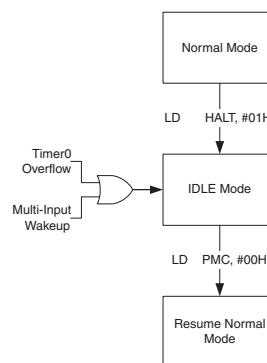 Normal Mode
LD HALT, #01H
Timer0
Overflow
IDLE Mode
Multi-Input
Wakeup
LD PMC, #00H
Resume Normal
Mode